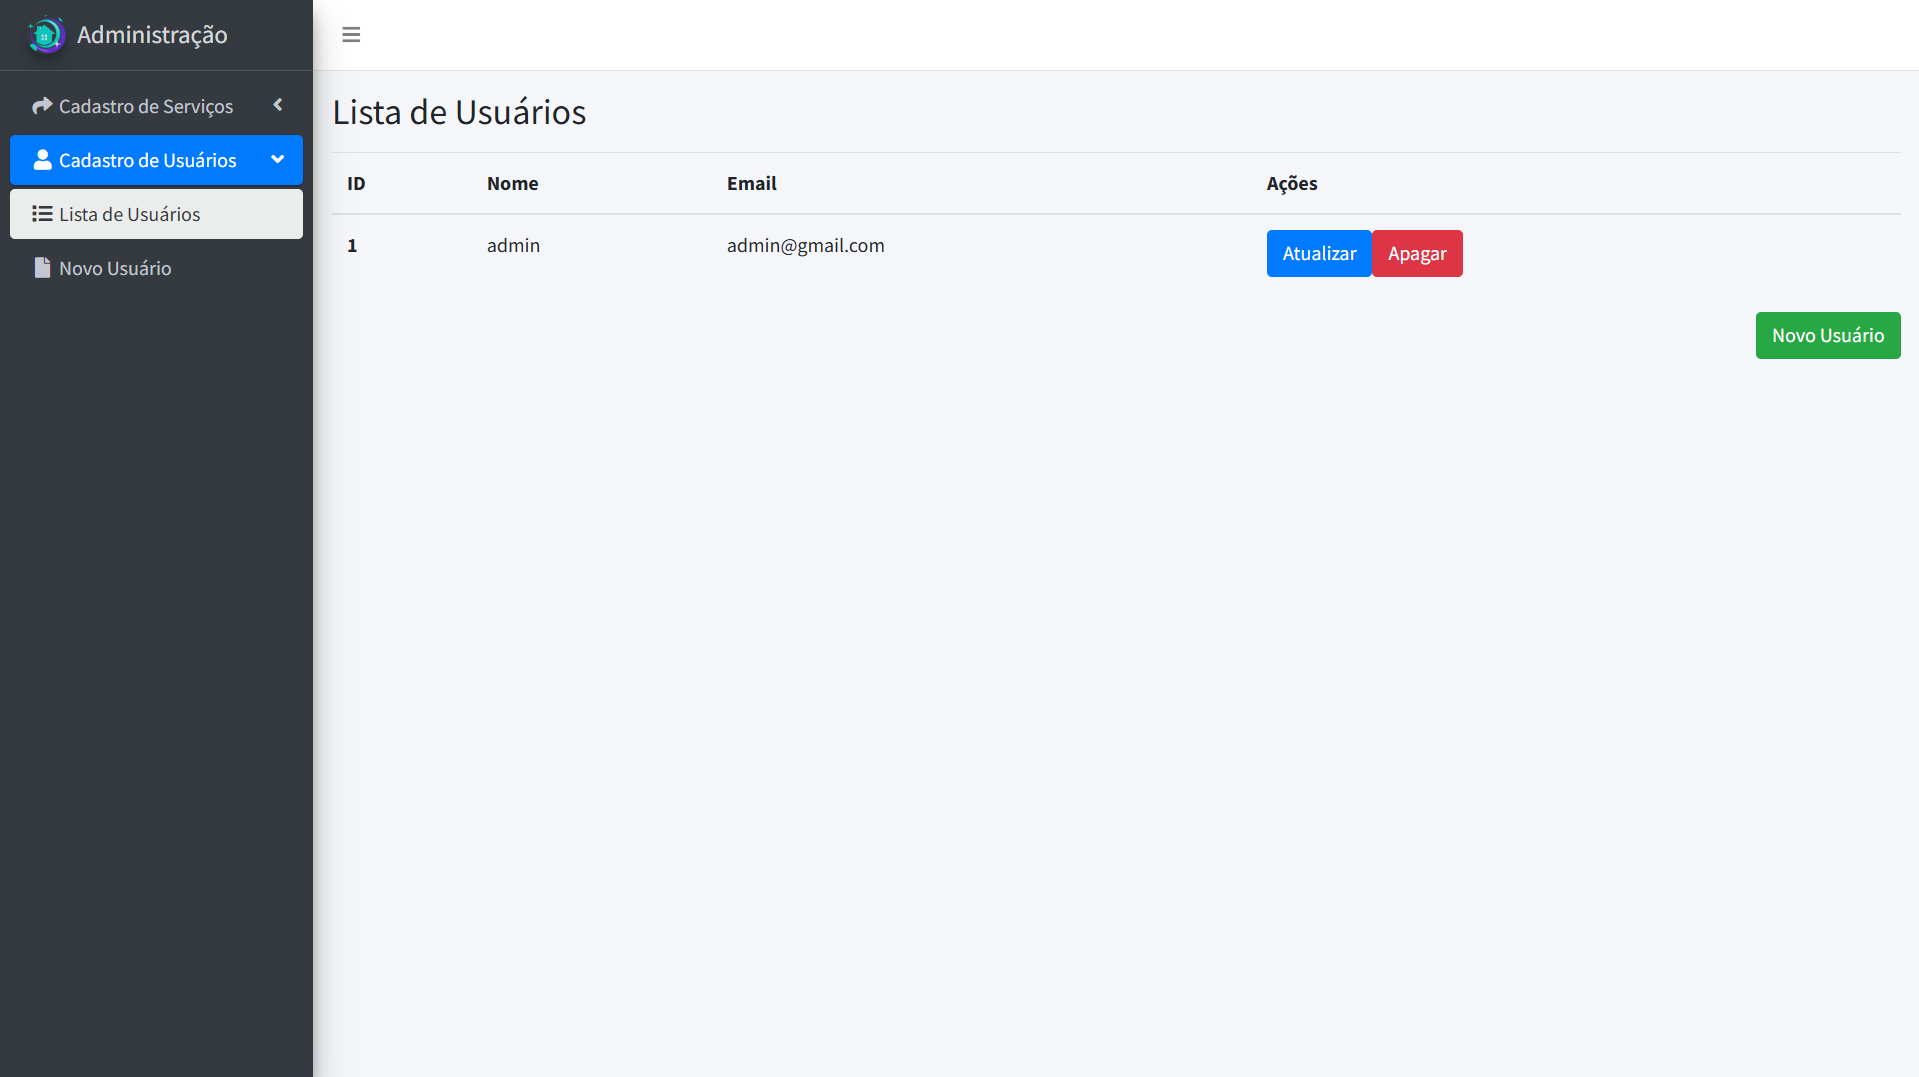 Administração
Cadastro de Serviços
Cadastro de Usuários
Lista de Usuários
Novo Usuário
Lista de Usuários
ID Nome Email Ações
1 admin admin@gmail.com Atualizar Apagar
Novo Usuário